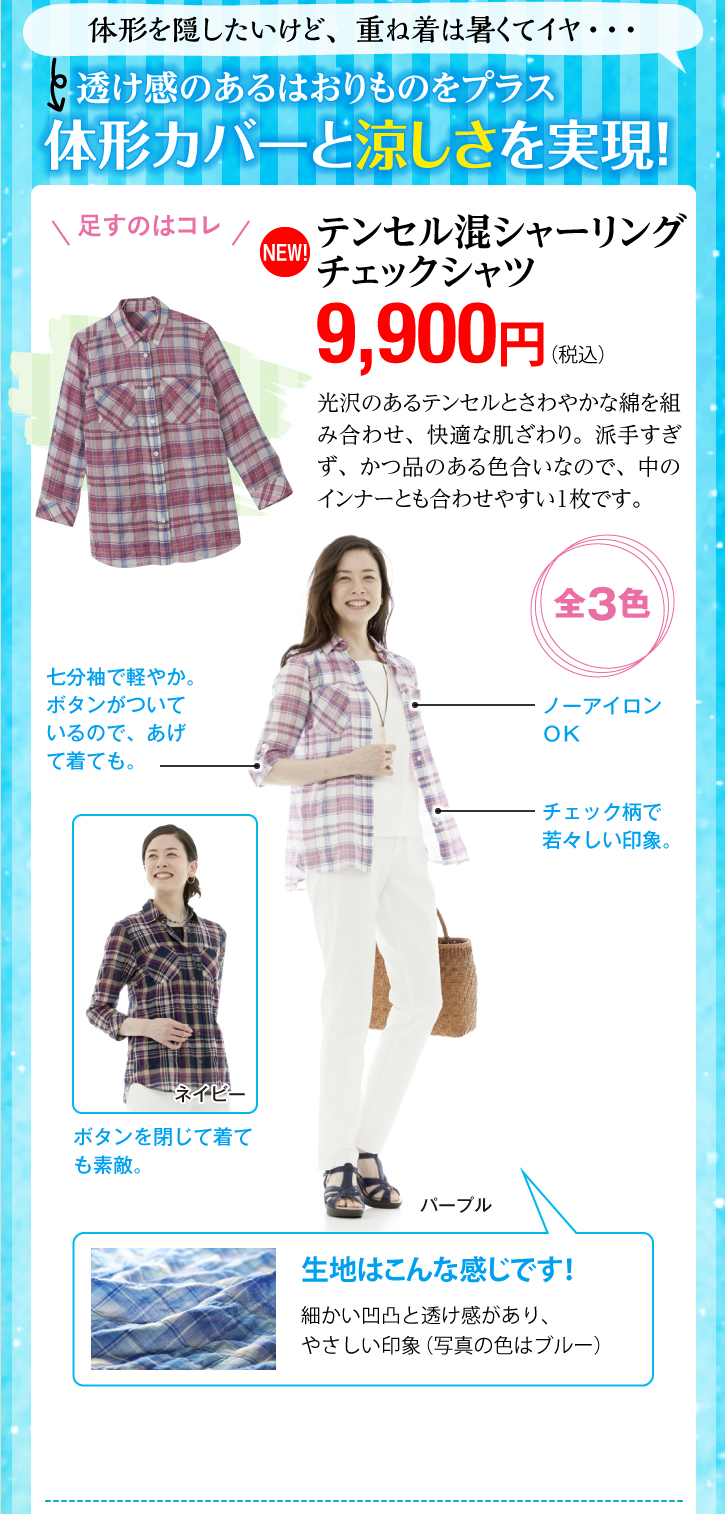 体形を隠したいけど、重ね着は暑くてイヤ・・・
透け感のあるはおりものをプラス
体形カバーと涼しさを実現!
足すのはコレ
NEW!
テンセル混シャーリング
チェックシャツ
9,900円(税込)
光沢のあるテンセルとさわやかな綿を組
み合わせ、快適な肌ざわり。派手すぎ
ず、かつ品のある色合いなので、中の
インナーとも合わせやすい1枚です。
全3色
七分袖で軽やか。
ボタンがついて
いるので、あげ
て着ても。
ノーアイロン
OK
チェック柄で
若々しい印象。
ネイビー
ボタンを閉じて着て
も素敵。
パープル
生地はこんな感じです!
細かい凹凸と透け感があり、
やさしい印象(写真の色はブルー)